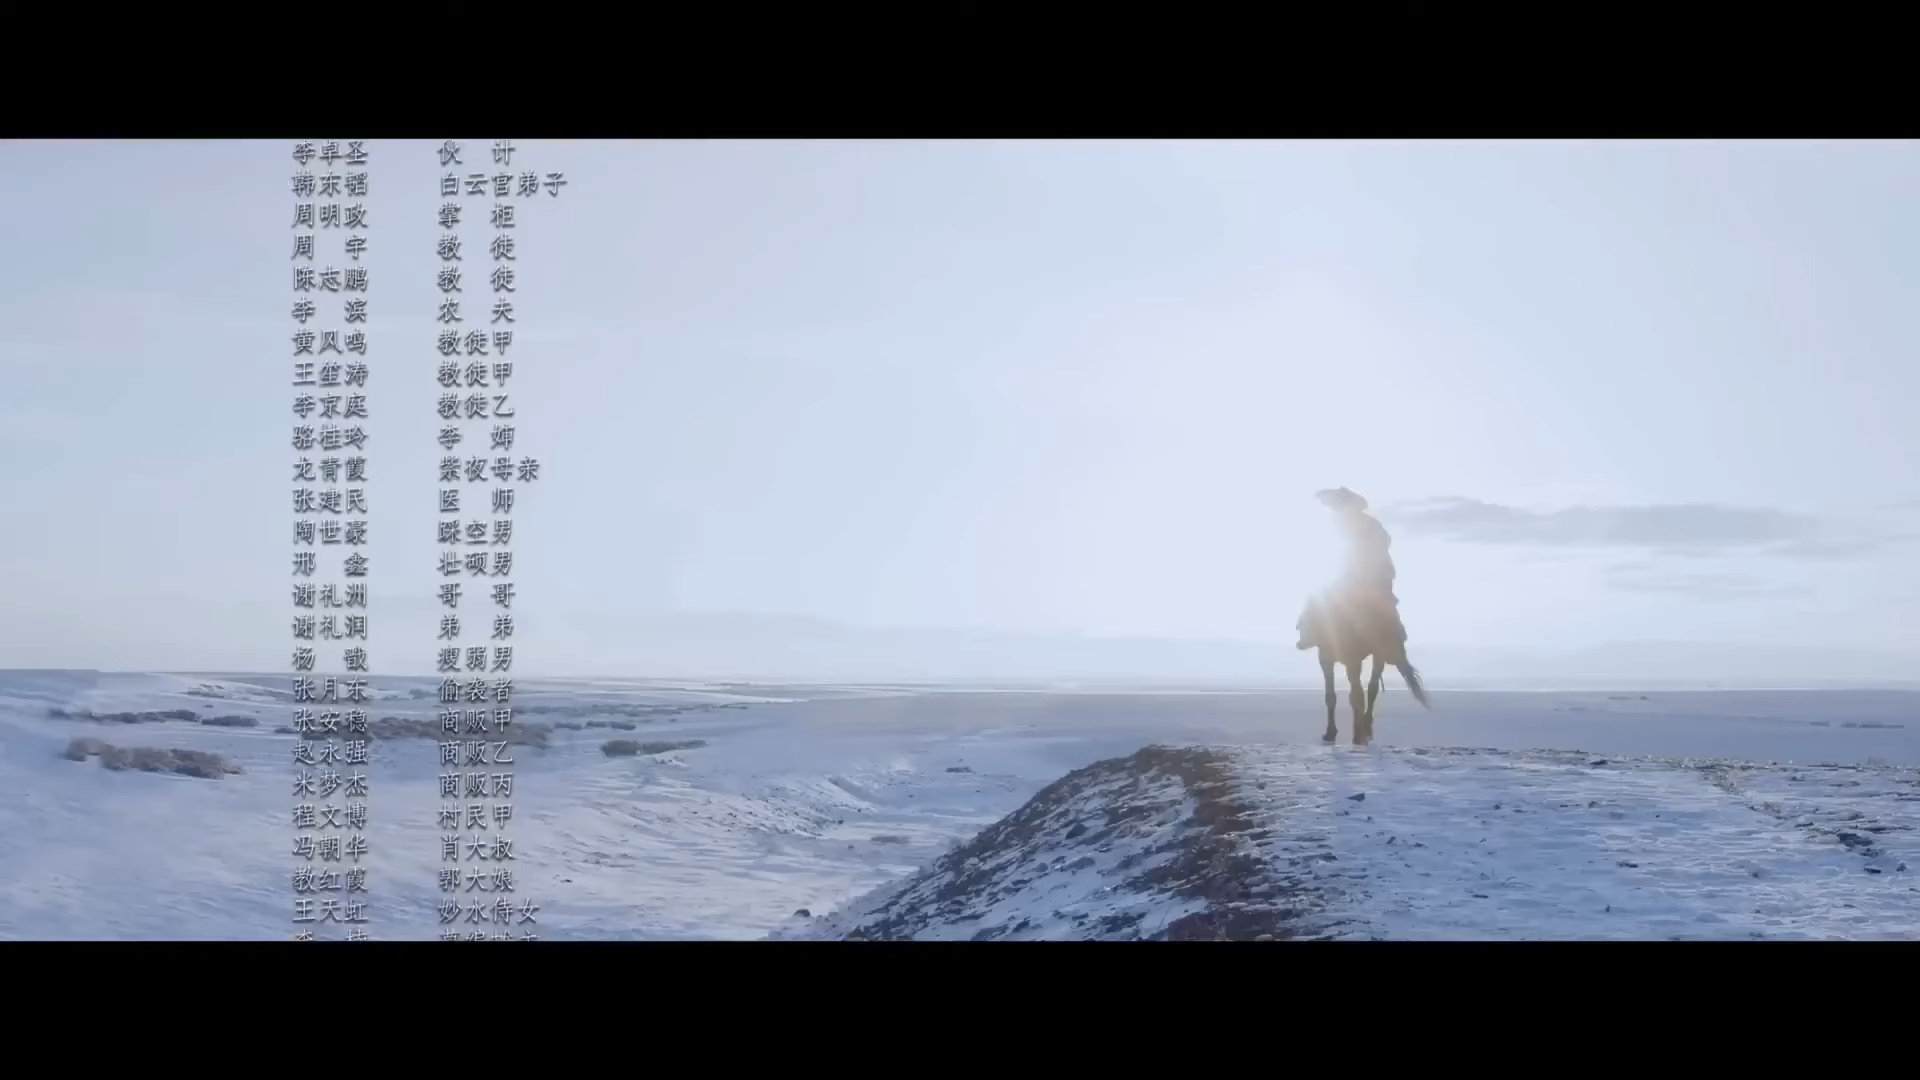 李卓圣 伙计
韩东韬 白云宫弟子
周明政 掌柜
周宇 教徒
陈志鹏 教徒
李滨 农夫
黄风鸣 教徒甲
王笙涛 教徒甲
李京庭 教徒乙
骆桂玲 李婶
龙青霞 紫夜母亲
张建民 医师
陶世豪 踩空男
邢鑫 壮硕男
谢礼洲 哥哥
谢礼润 弟弟
杨戬 瘦弱男
张月东 偷袭者
张安稳 商贩甲
赵永强 商贩乙
米梦杰 商贩丙
程文博 村民甲
冯朝华 肖大叔
教红霞 郭大娘
王天虹 妙水侍女